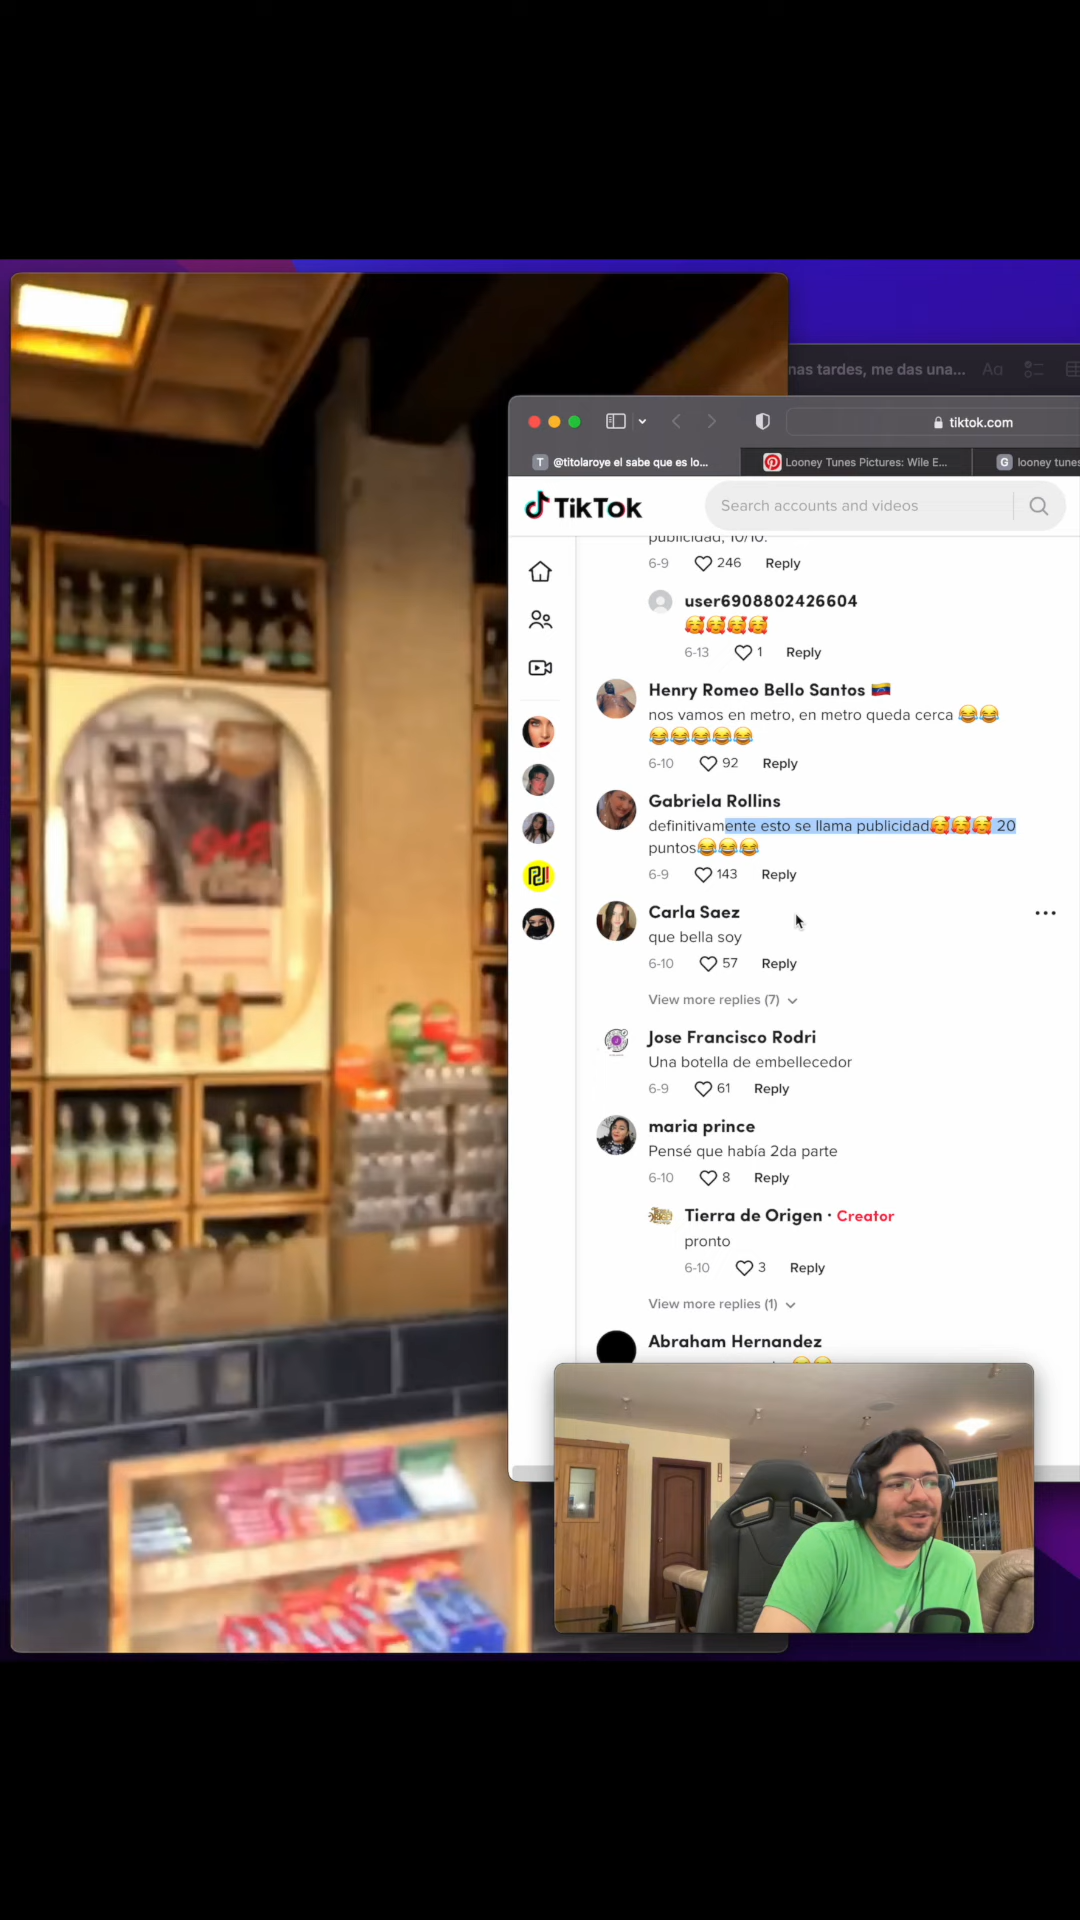 nas tardes, me das una...
Aa
tiktok.com
T @titolaroye el sabe que es lo...
Looney Tunes Pictures: Wile E...
G looney tunes
TikTok
Search accounts and videos
publicidad, 10/10.
6-9 246 Reply
user6908802426604
🥰🥰🥰🥰
6-13 1 Reply
Henry Romeo Bello Santos 🇻🇪
nos vamos en metro, en metro queda cerca 😂😂
😂😂😂😂😂
6-10 92 Reply
Gabriela Rollins
definitivamente esto se llama publicidad🥰🥰🥰 20
puntos😂😂😂
6-9 143 Reply
Carla Saez
que bella soy
6-10 57 Reply
View more replies (7)
Jose Francisco Rodri
Una botella de embellecedor
6-9 61 Reply
maria prince
Pensé que había 2da parte
6-10 8 Reply
Tierra de Origen · Creator
pronto
6-10 3 Reply
View more replies (1)
Abraham Hernandez